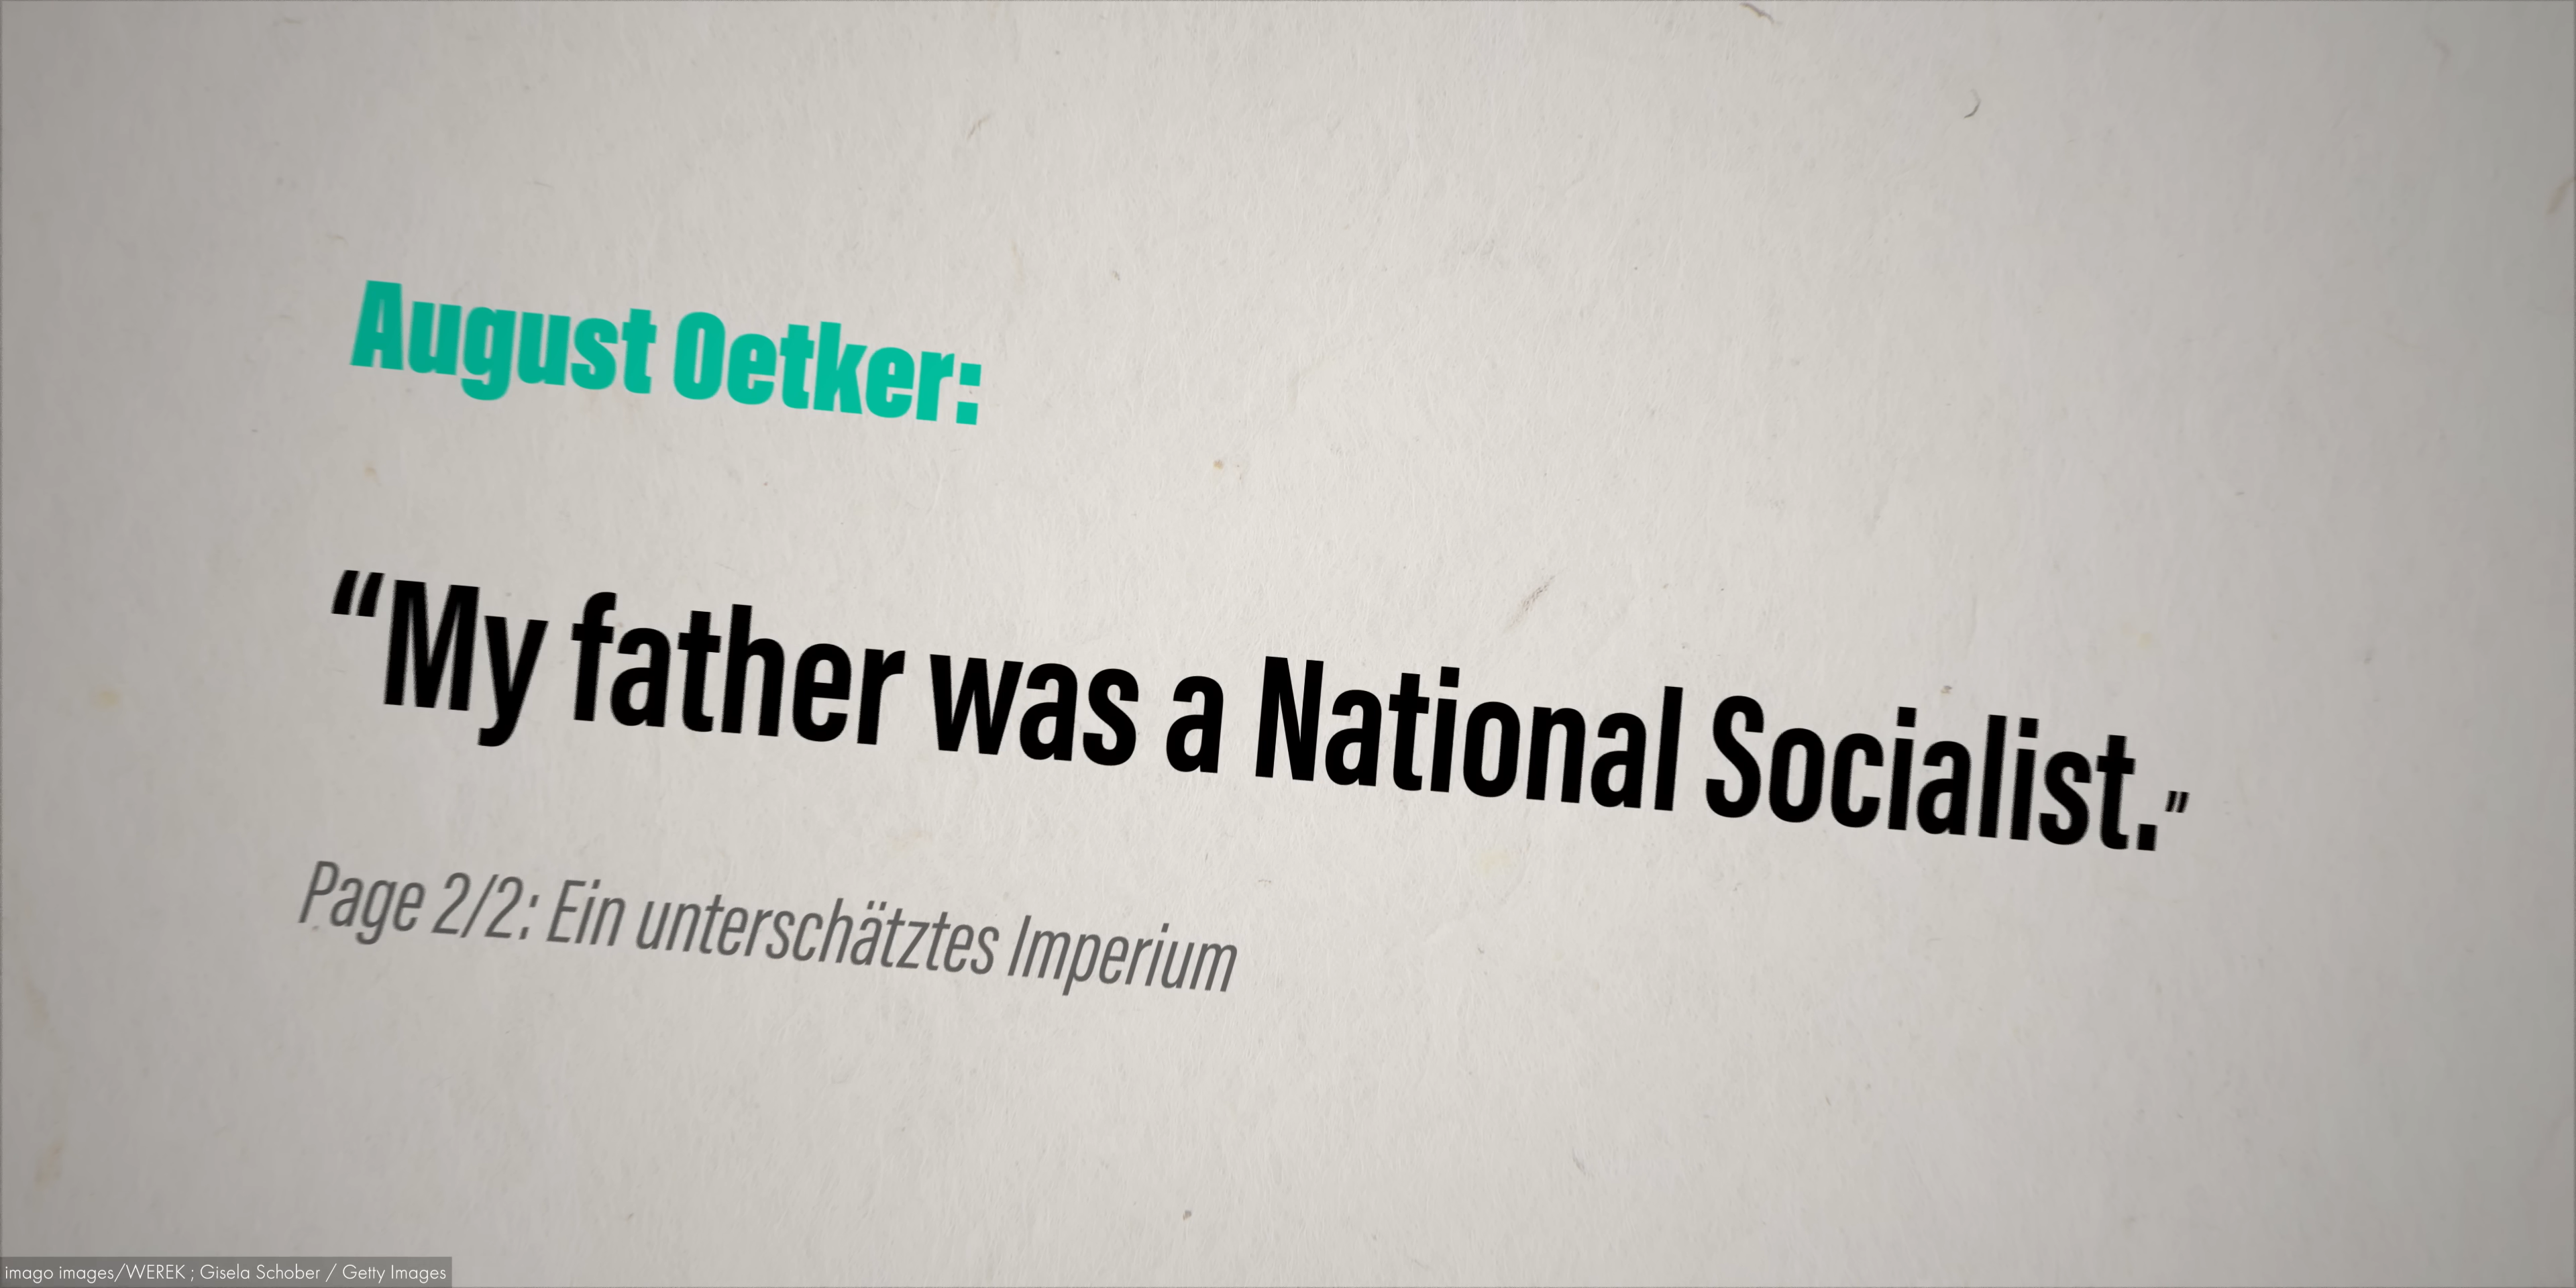 August Oetker:
“My father was a National Socialist.”
Page 2/2: Ein unterschätztes Imperium
imago images/WEREK ; Gisela Schober / Getty Images